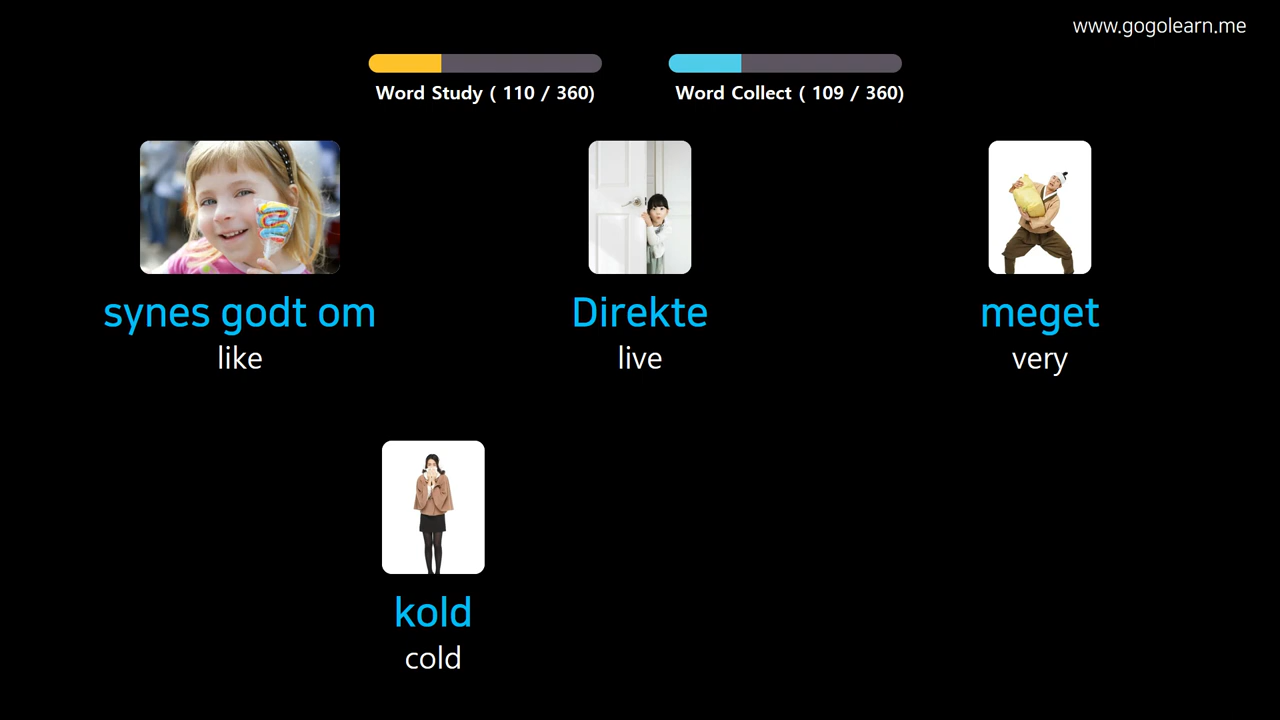 www.gogolearn.me
Word Study ( 110 / 360)
Word Collect ( 109 / 360)
synes godt om
like
Direkte
live
meget
very
kold
cold